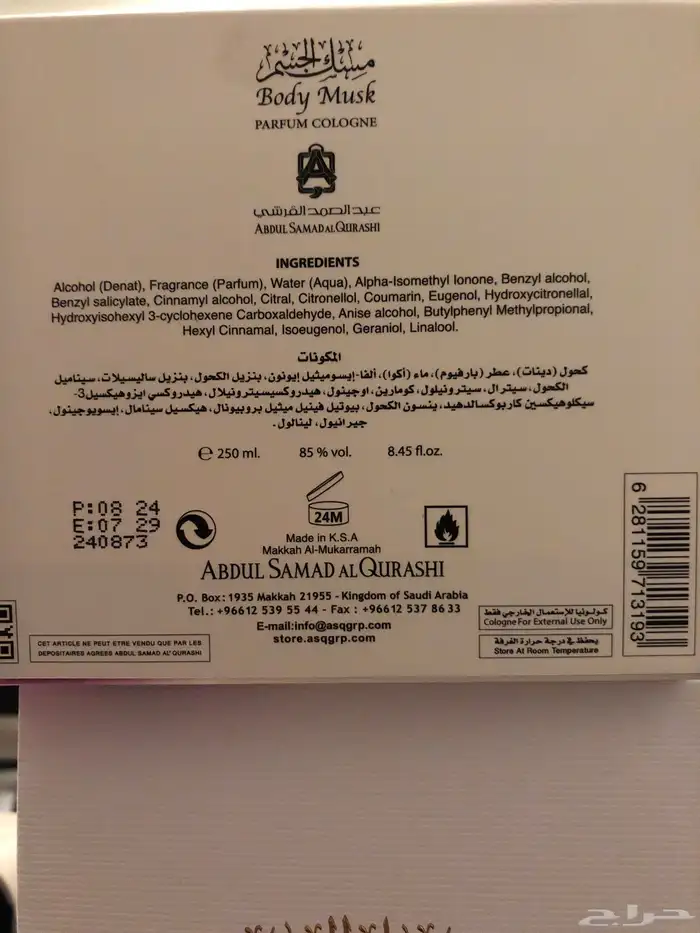 مسك الجسم
Body Musk
PARFUM COLOGNE
عبدالصمدالقرشي
ABDUL SAMAD AL QURASHI
INGREDIENTS
Alcohol (Denat), Fragrance (Parfum), Water (Aqua), Alpha-Isomethyl Ionone, Benzyl alcohol,
Benzyl salicylate, Cinnamyl alcohol, Citral, Citronellol, Coumarin, Eugenol, Hydroxycitronellal,
Hydroxyisohexyl 3-cyclohexene Carboxaldehyde, Anise alcohol, Butylphenyl Methylpropional,
Hexyl Cinnamal, Isoeugenol, Geraniol, Linalool.
المكونات
كحول (دينات)، عطر (بارفيوم)، ماء (أكوا)، ألفا-إيسوميثيل إيونون، بنزيل الكحول، بنزيل ساليسيلات، سيناميل
الكحول، سيترال، سيترونيلول، كومارين، اوجينول، هيدروكسيسيترونيلال، هيدروكسي ايزوهيكسيل3-
سيكلوهيكسين كاربوكسالدهيد، ينسون الكحول، بيوتيل فينيل ميثيل بروبيونال، هيكسيل سينامال، إيسويوجينول،
جيرانيول، لينالول.
e 250 ml. 85 % vol. 8.45 fl.oz.
P:08 24
E:07 29
240873
24M
Made in K.S.A
Makkah Al-Mukarramah
ABDUL SAMAD AL QURASHI
P.O. Box: 1935 Makkah 21955 - Kingdom of Saudi Arabia
Tel.: +96612 539 55 44 - Fax : +96612 537 86 33
E-mail:info@asqgrp.com
store.asqgrp.com
CET ARTICLE NE PEUT ETRE VENDU QUE PAR LES
DEPOSITAIRES AGREES ABDUL SAMAD AL' QURASHI
كولونيا للإستعمال الخارجي فقط
Cologne For External Use Only
يحفظ في درجة حرارة الغرفة
Store At Room Temperature
6 281159 713193
حراج